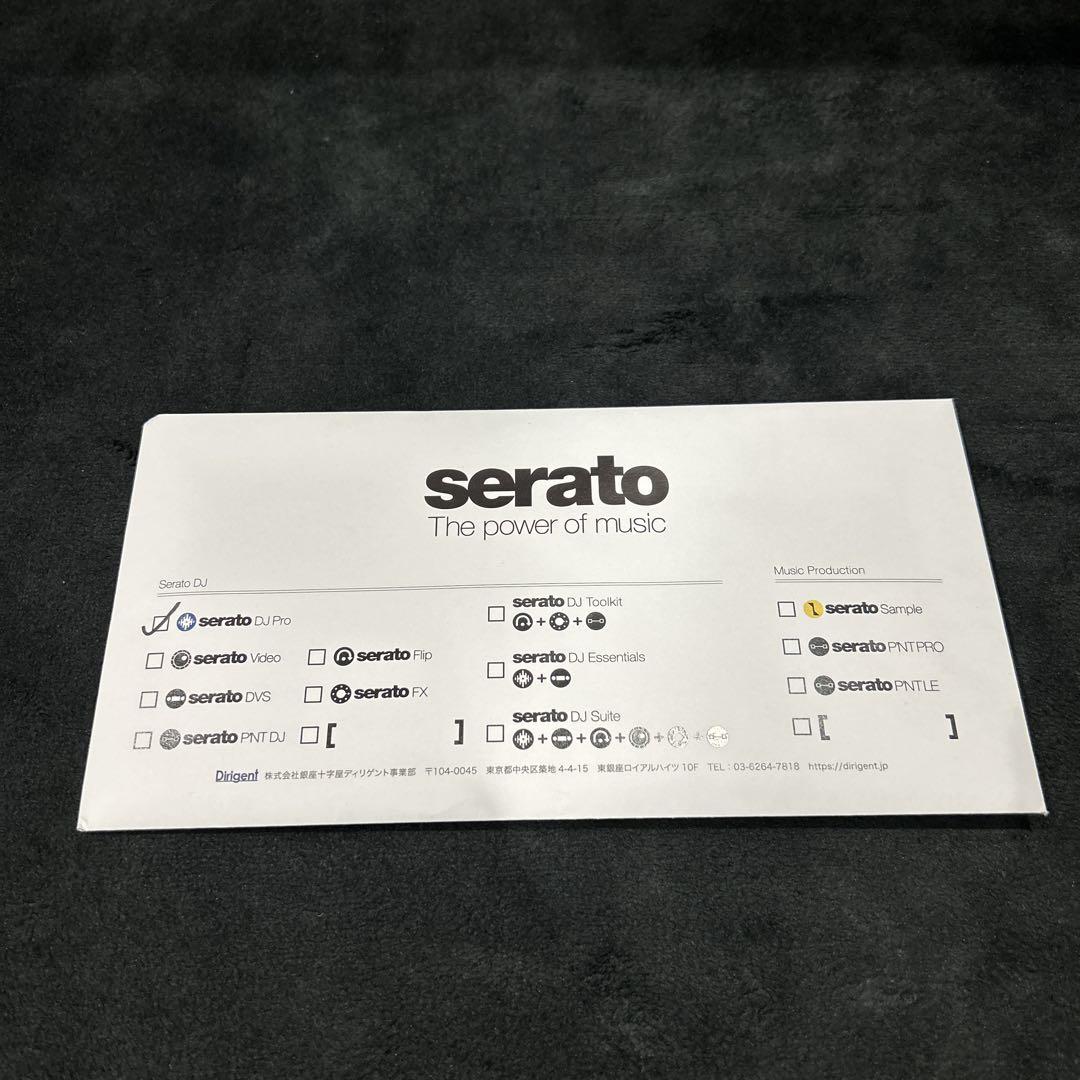 serato
The power of music
Serato DJ
serato DJ Pro
serato Video
serato Flip
serato DVS
serato FX
serato PNT DJ
[ ]
serato DJ Toolkit
+ +
serato DJ Essentials
+
serato DJ Suite
+ + + + +
Music Production
serato Sample
serato PNT PRO
serato PNT LE
[ ]
Dirigent 株式会社銀座十字屋ディリゲント事業部 〒104-0045 東京都中央区築地 4-4-15 東銀座ロイアルハイツ 10F TEL : 03-6264-7818 https://dirigent.jp